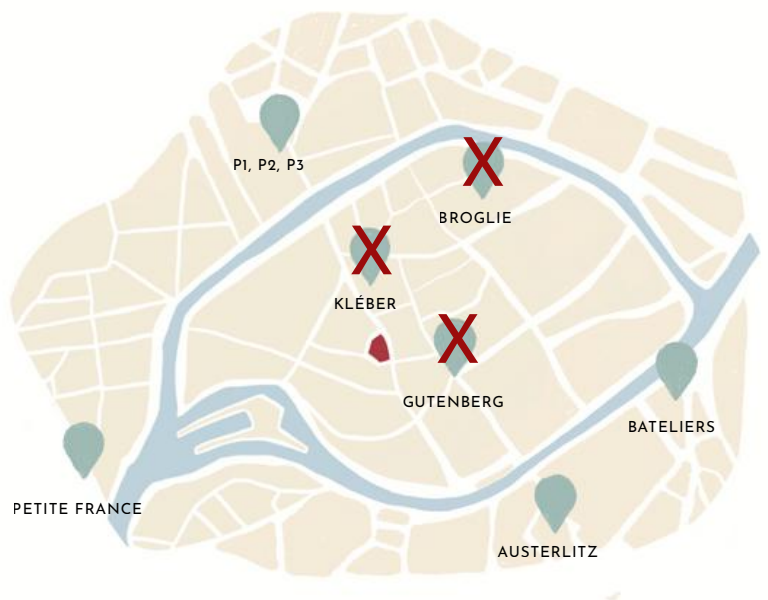 P1, P2, P3
BROGLIE
KLÉBER
GUTENBERG
BATELIERS
PETITE FRANCE
AUSTERLITZ